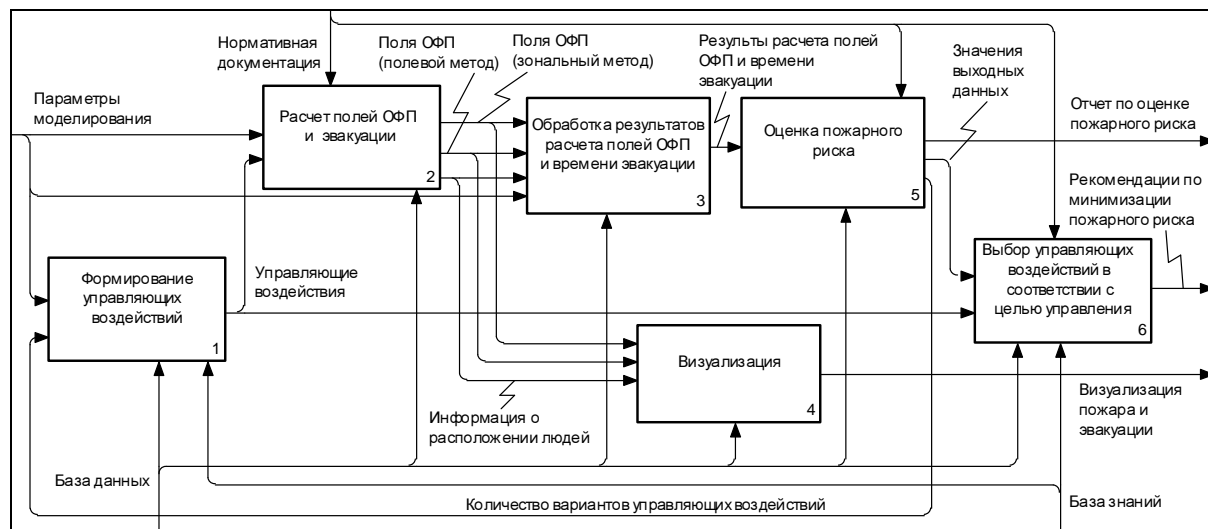 Нормативная
документация
Поля ОФП
(полевой метод)
Поля ОФП
(зональный метод)
Резульы расчета полей
ОФП и времени
эвакуации
Значения
выходных
данных
Параметры
моделирования
Расчет полей ОФП
и эвакуации
2
Обработка результатов
расчета полей ОФП
и времени эвакуации
3
Оценка пожарного
риска
5
Отчет по оценке
пожарного риска
Рекомендации по
минимизации
пожарного риска
Формирование
управляющих
воздействий
1
Управляющие
воздействия
Выбор управляющих
воздействий в
соответствии с
целью управления
6
Визуализация
4
Информация о
расположении людей
Визуализация
пожара и
эвакуации
База данных
Количество вариантов управляющих воздействий
База знаний